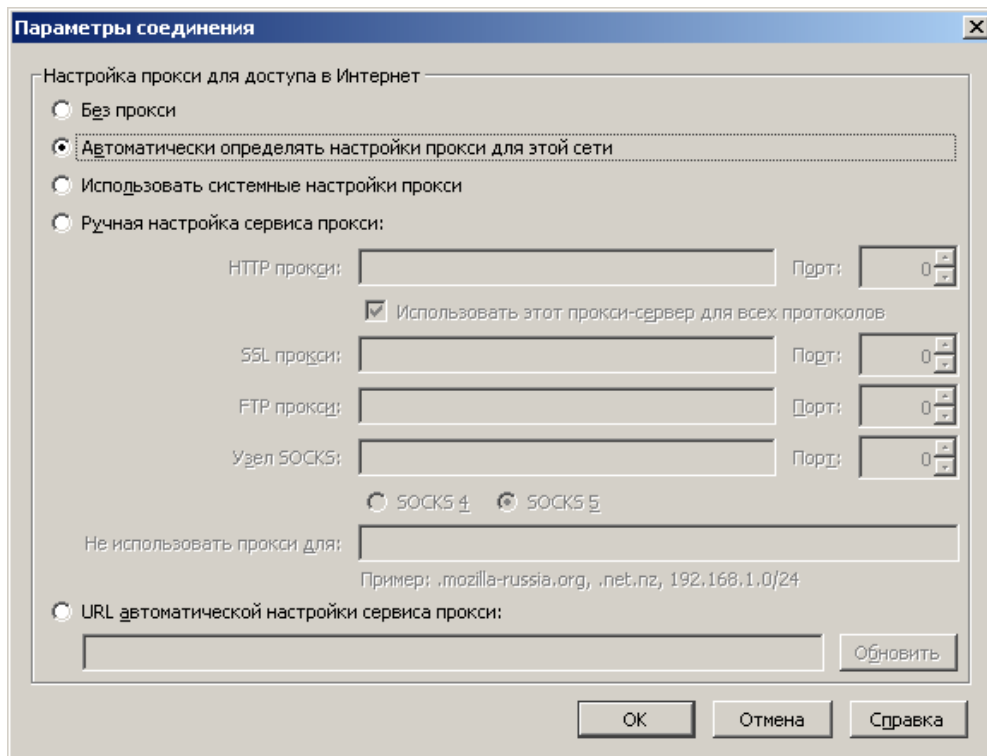 Параметры соединения
Настройка прокси для доступа в Интернет
Без прокси
Автоматически определять настройки прокси для этой сети
Использовать системные настройки прокси
Ручная настройка сервиса прокси:
HTTP прокси: Порт: 0
Использовать этот прокси-сервер для всех протоколов
SSL прокси: Порт: 0
FTP прокси: Порт: 0
Узел SOCKS: Порт: 0
SOCKS 4 SOCKS 5
Не использовать прокси для:
Пример: .mozilla-russia.org, .net.nz, 192.168.1.0/24
URL автоматической настройки сервиса прокси:
Обновить
OK Отмена Справка